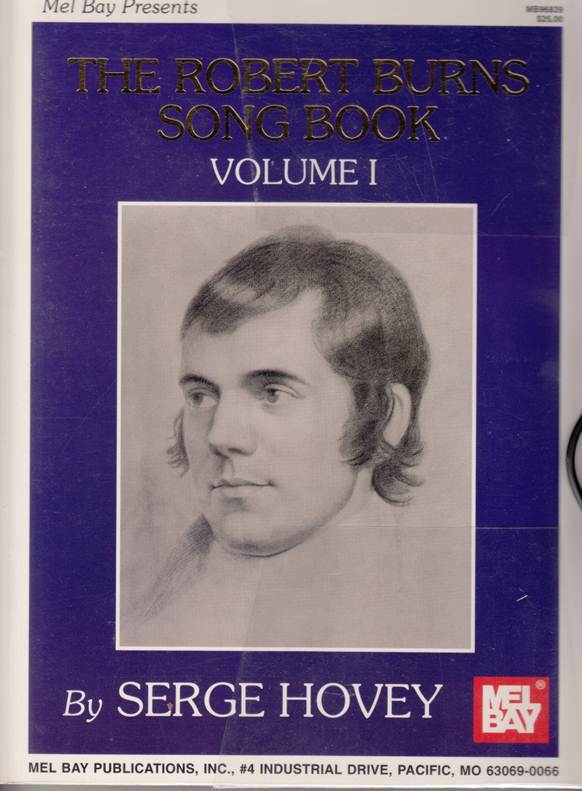 Mel Bay Presents
MB96829
$25.00
THE ROBERT BURNS
SONG BOOK
VOLUME I
By SERGE HOVEY
MEL
BAY
®
MEL BAY PUBLICATIONS, INC., #4 INDUSTRIAL DRIVE, PACIFIC, MO 63069-0066